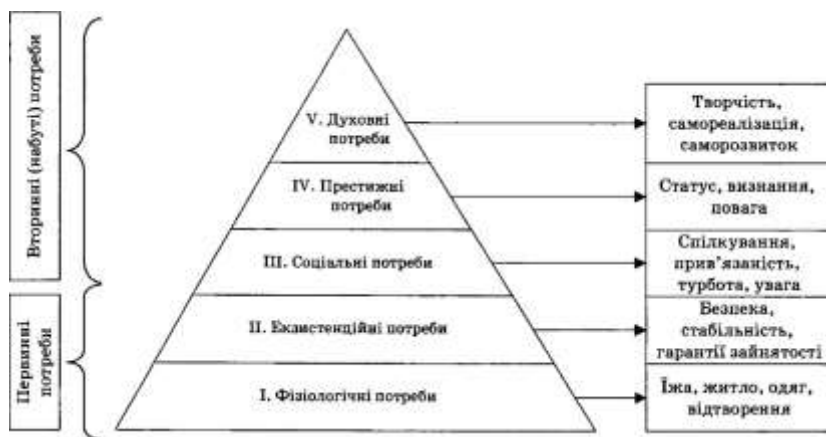 Вторинні (набуті) потреби
Первинні
потреби
V. Духовні
потреби
IV. Престижні
потреби
III. Соціальні потреби
II. Екзистенційні потреби
I. Фізіологічні потреби
Творчість,
самореалізація,
саморозвиток
Статус, визнання,
повага
Спілкування,
прив'язаність,
турбота, увага
Безпека,
стабільність,
гарантії зайнятості
Їжа, житло, одяг,
відтворення